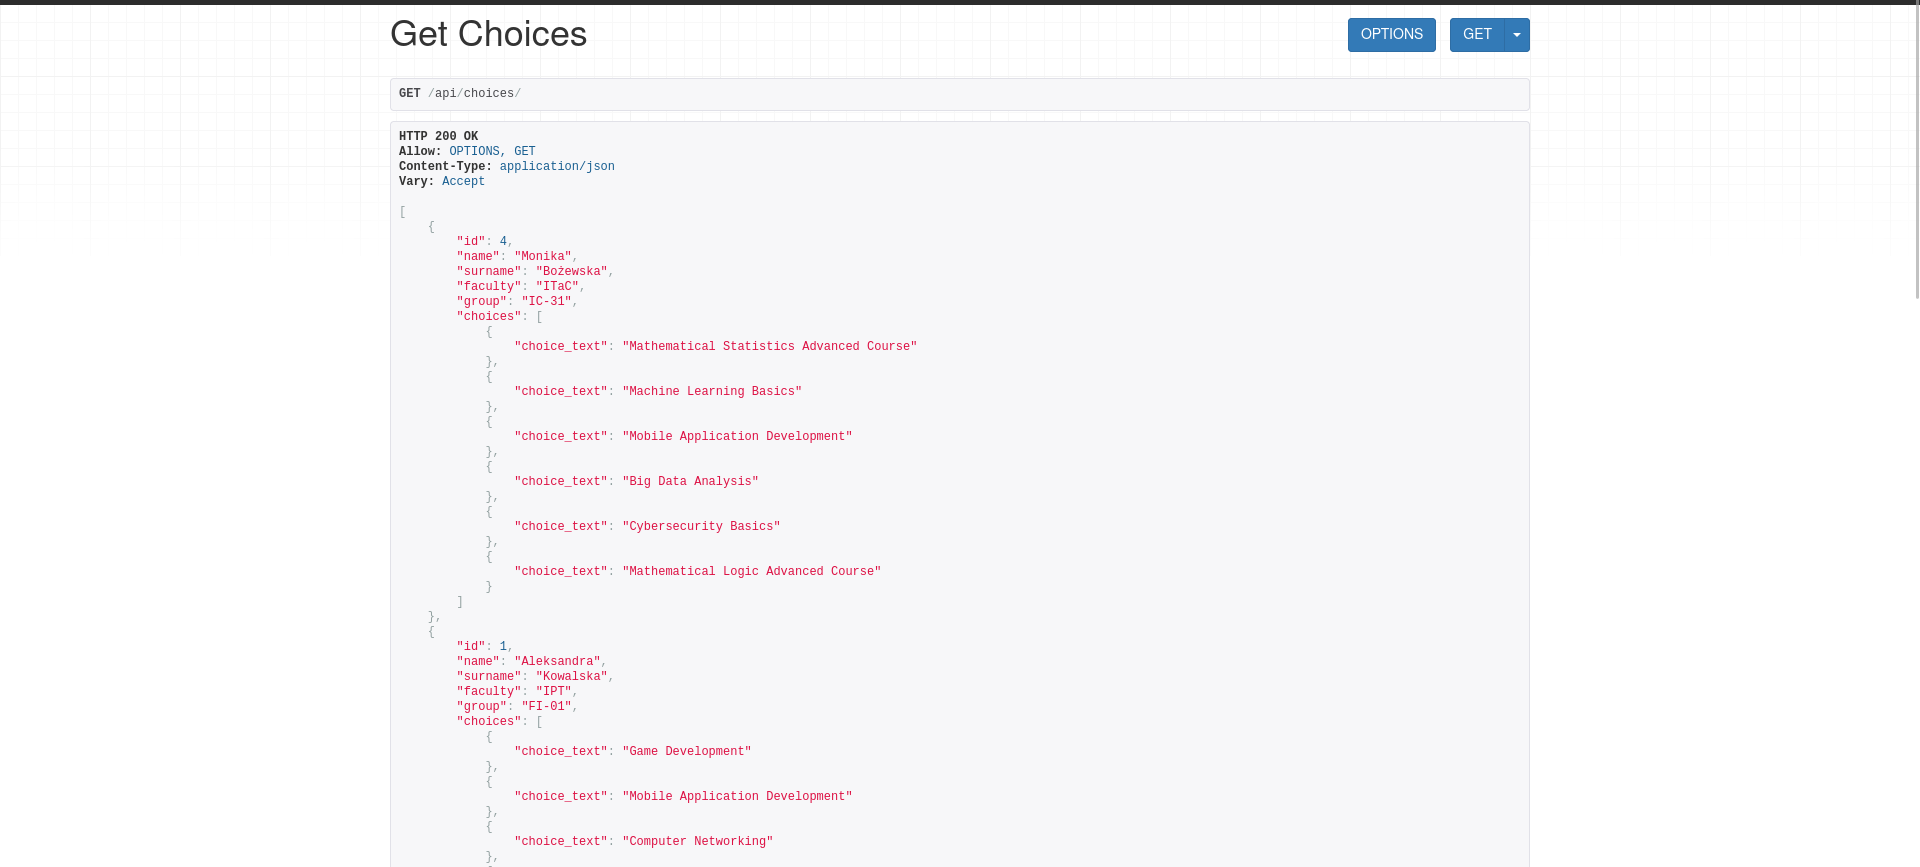 Get Choices
OPTIONS
GET
GET /api/choices/
HTTP 200 OK
Allow: OPTIONS, GET
Content-Type: application/json
Vary: Accept
[
    {
        "id": 4,
        "name": "Monika",
        "surname": "Bożewska",
        "faculty": "ITaC",
        "group": "IC-31",
        "choices": [
            {
                "choice_text": "Mathematical Statistics Advanced Course"
            },
            {
                "choice_text": "Machine Learning Basics"
            },
            {
                "choice_text": "Mobile Application Development"
            },
            {
                "choice_text": "Big Data Analysis"
            },
            {
                "choice_text": "Cybersecurity Basics"
            },
            {
                "choice_text": "Mathematical Logic Advanced Course"
            }
        ]
    },
    {
        "id": 1,
        "name": "Aleksandra",
        "surname": "Kowalska",
        "faculty": "IPT",
        "group": "FI-01",
        "choices": [
            {
                "choice_text": "Game Development"
            },
            {
                "choice_text": "Mobile Application Development"
            },
            {
                "choice_text": "Computer Networking"
            },